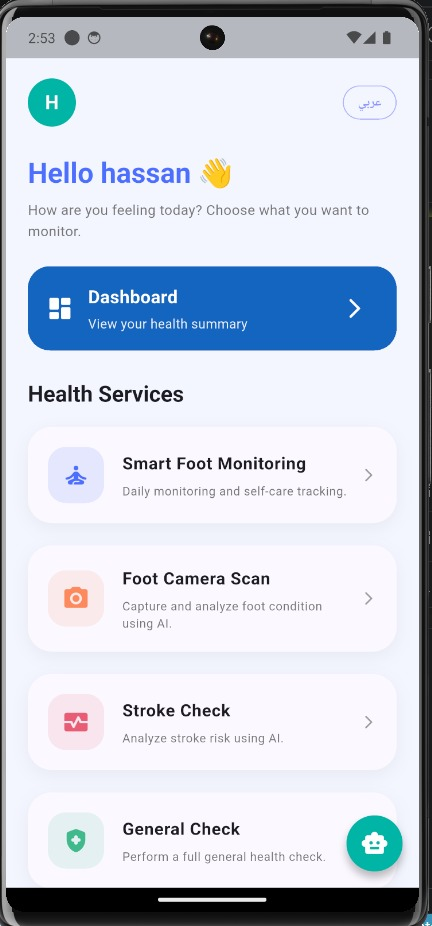 2:53
H
عربي
Hello hassan 👋
How are you feeling today? Choose what you want to
monitor.
Dashboard
View your health summary
Health Services
Smart Foot Monitoring
Daily monitoring and self-care tracking.
Foot Camera Scan
Capture and analyze foot condition
using AI.
Stroke Check
Analyze stroke risk using AI.
General Check
Perform a full general health check.